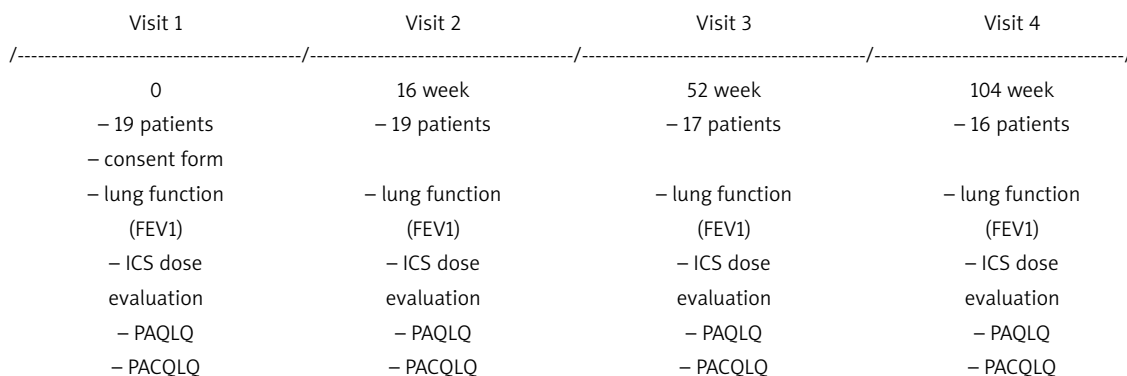 Visit 1 Visit 2 Visit 3 Visit 4
/------------------------------------------/---------------------------------------/------------------------------------------/-------------------------------------/
0 16 week 52 week 104 week
– 19 patients – 19 patients – 17 patients – 16 patients
– consent form
– lung function – lung function – lung function – lung function
(FEV1) (FEV1) (FEV1) (FEV1)
– ICS dose – ICS dose – ICS dose – ICS dose
evaluation evaluation evaluation evaluation
– PAQLQ – PAQLQ – PAQLQ – PAQLQ
– PACQLQ – PACQLQ – PACQLQ – PACQLQ